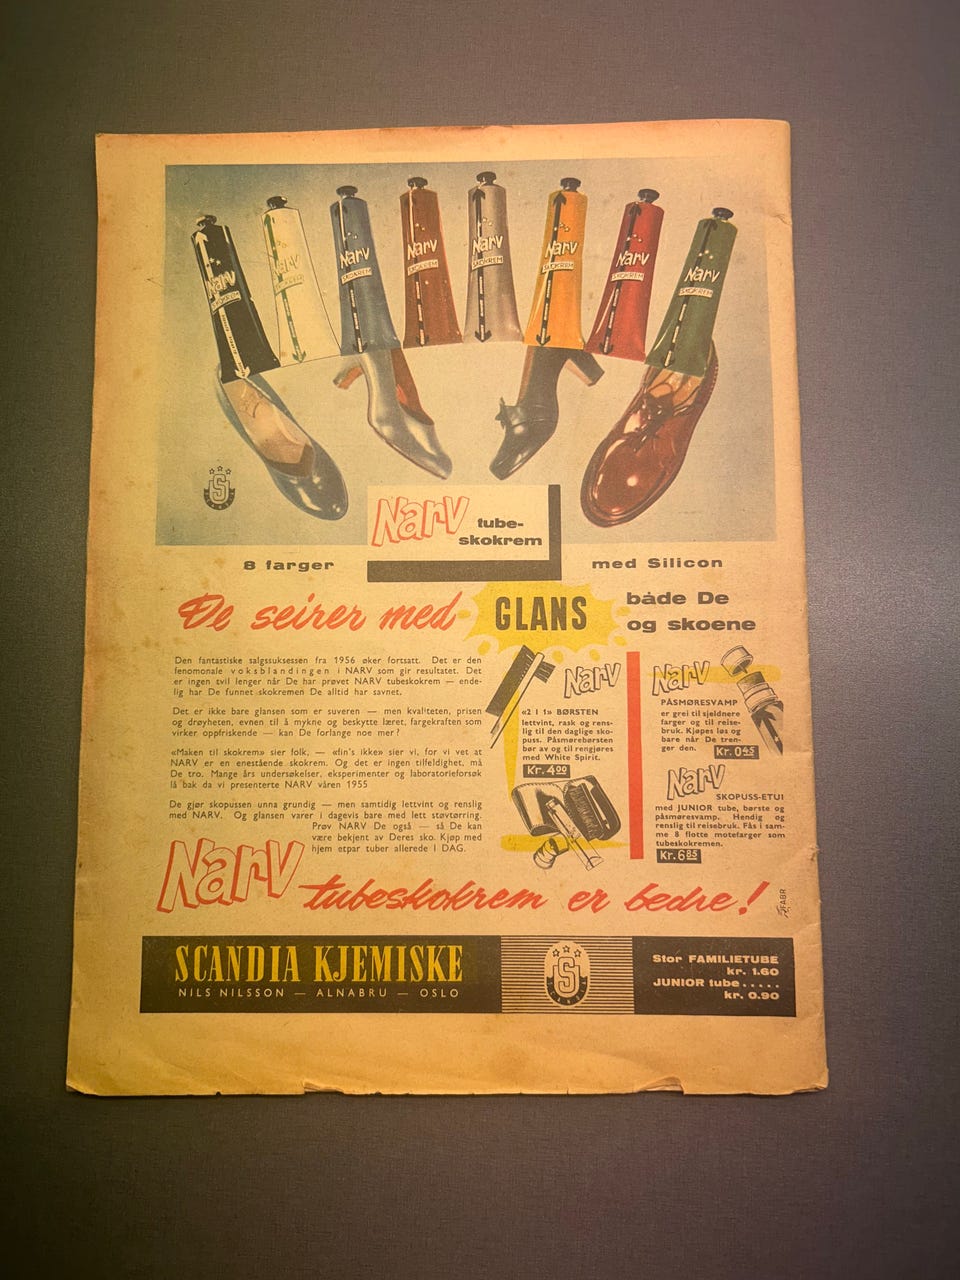 Narv
SKOKREM
Narv
SKOKREM
Narv
SKOKREM
Narv
SKOKREM
Narv
SKOKREM
Narv
SKOKREM
Narv
SKOKREM
Narv
SKOKREM
S
Narv tube-
skokrem
8 farger
med Silicon
De seirer med GLANS både De
og skoene
Den fantastiske salgssuksessen fra 1956 øker fortsatt. Det er den
fenomonale voksblandingen i NARV som gir resultatet. Det
er ingen tvil lenger når De har prøvet NARV tubeskokrem — ende-
lig har De funnet skokremen De alltid har savnet.
Det er ikke bare glansen som er suveren — men kvaliteten, prisen
og drøyheten, evnen til å mykne og beskytte læret, fargekraften som
virker oppfriskende — kan De forlange noe mer?
«Maken til skokrem» sier folk, — «fin's ikke» sier vi, for vi vet at
NARV er en enestående skokrem. Og det er ingen tilfeldighet, må
De tro. Mange års undersøkelser, eksperimenter og laboratorieforsøk
lå bak da vi presenterte NARV våren 1955
De gjør skopussen unna grundig — men samtidig lettvint og renslig
med NARV. Og glansen varer i dagevis bare med lett støvtørring.
Prøv NARV De også — så De kan
være bekjent av Deres sko. Kjøp med
hjem etpar tuber allerede I DAG.
Narv
«2 i 1» BØRSTEN
lettvint, rask og rens-
lig til den daglige sko-
puss. Påsmørebørsten
bør av og til rengjøres
med White Spirit.
Kr. 4.00
Narv
PÅSMØRESVAMP
er grei til sjeldnere
farger og til reise-
bruk. Kjøpes løs og
bare når De tren-
ger den.
Kr. 0.45
Narv
SKOPUSS-ETUI
med JUNIOR tube, børste og
påsmøresvamp. Hendig og
renslig til reisebruk. Fås i sam-
me 8 flotte motefarger som
tubeskokremen.
Kr. 6.85
Narv tubeskokrem er bedre!
FABR
SCANDIA KJEMISKE
NILS NILSSON — ALNABRU — OSLO
S
Stor FAMILIETUBE
kr. 1.60
JUNIOR tube.....
kr. 0.90